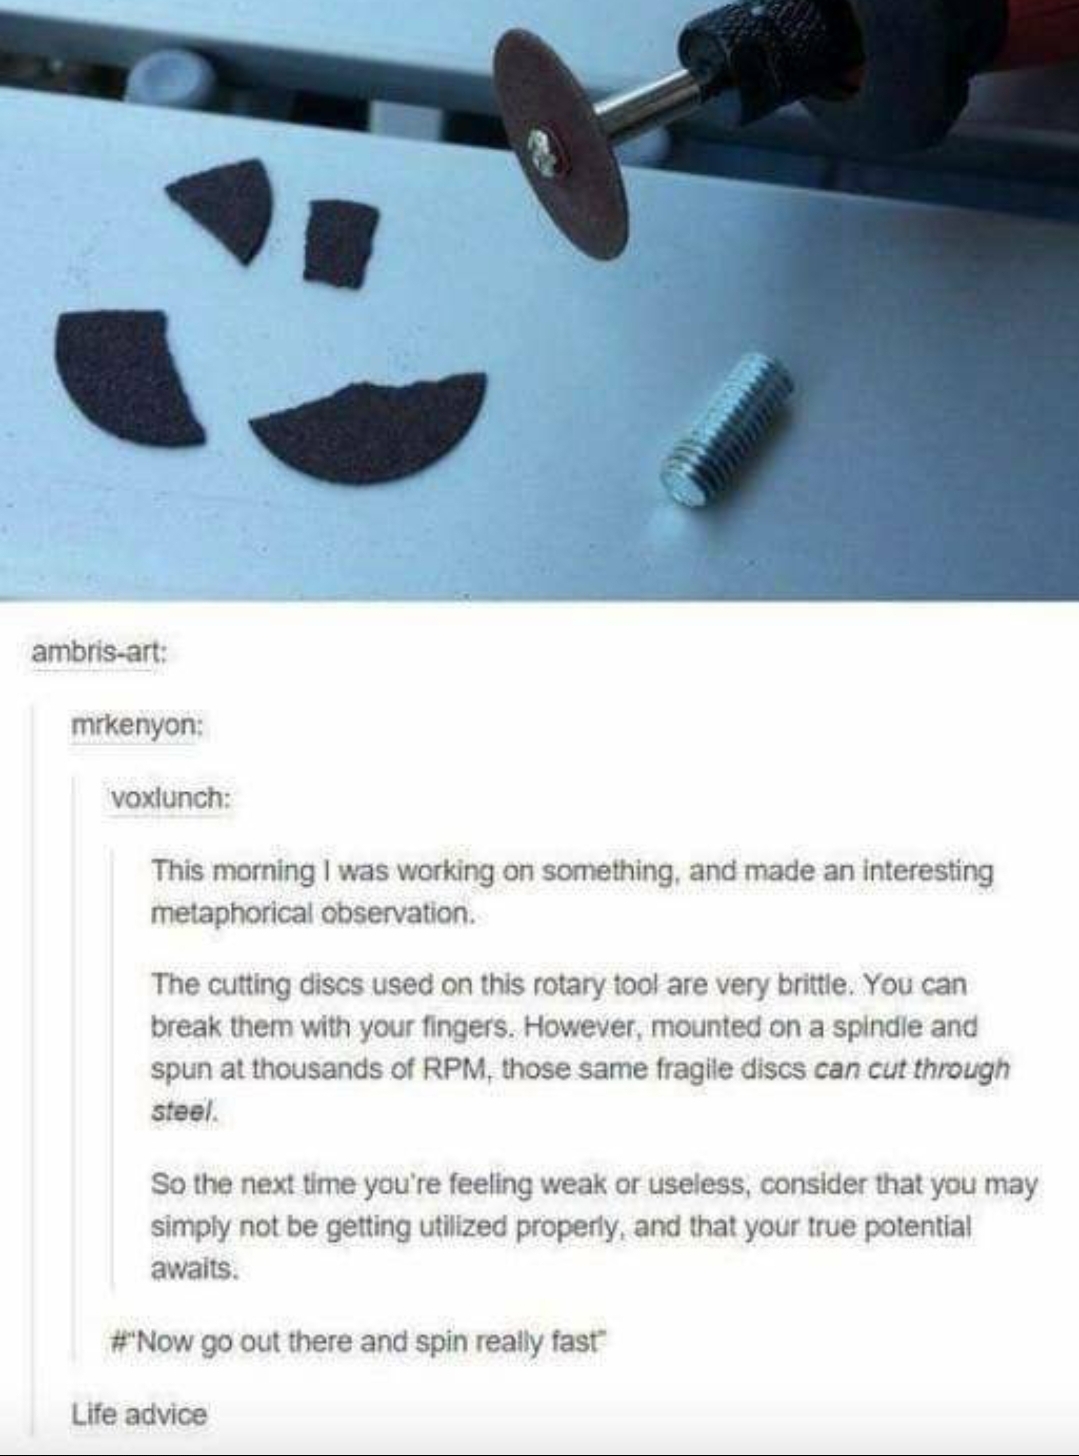 ambris-art:
mrkenyon:
voxlunch:
This morning I was working on something, and made an interesting
metaphorical observation.
The cutting discs used on this rotary tool are very brittle. You can
break them with your fingers. However, mounted on a spindle and
spun at thousands of RPM, those same fragile discs can cut through
steel.
So the next time you're feeling weak or useless, consider that you may
simply not be getting utilized properly, and that your true potential
awaits.
#"Now go out there and spin really fast"
Life advice